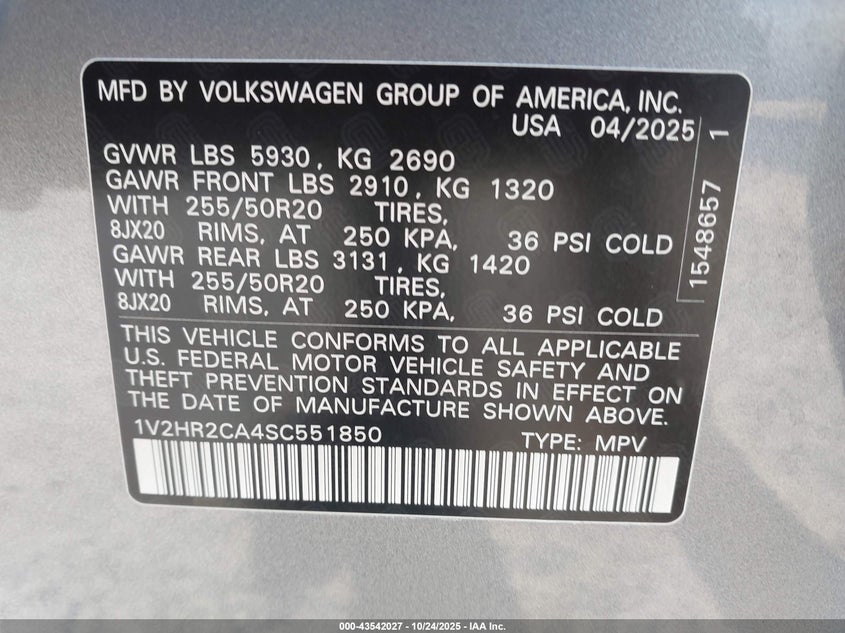 MFD BY VOLKSWAGEN GROUP OF AMERICA, INC.
USA 04/2025
GVWR LBS 5930, KG 2690
GAWR FRONT LBS 2910, KG 1320
WITH 255/50R20 TIRES,
8JX20 RIMS, AT 250 KPA, 36 PSI COLD
GAWR REAR LBS 3131, KG 1420
WITH 255/50R20 TIRES,
8JX20 RIMS, AT 250 KPA, 36 PSI COLD
1548657 1
THIS VEHICLE CONFORMS TO ALL APPLICABLE
U.S. FEDERAL MOTOR VEHICLE SAFETY AND
THEFT PREVENTION STANDARDS IN EFFECT ON
THE DATE OF MANUFACTURE SHOWN ABOVE.
1V2HR2CA4SC551850 TYPE: MPV
000-43542027 - 10/24/2025 - IAA Inc.